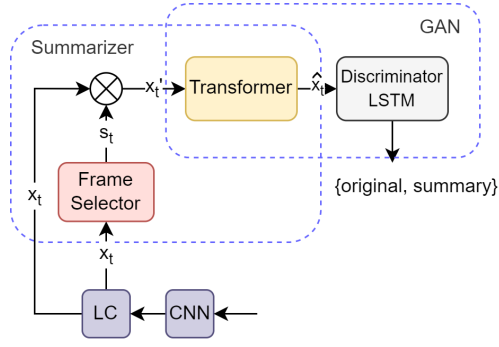 GAN
Summarizer
x_t'
Transformer
x̂_t
Discriminator
LSTM
s_t
{original, summary}
x_t
Frame
Selector
x_t
LC
CNN